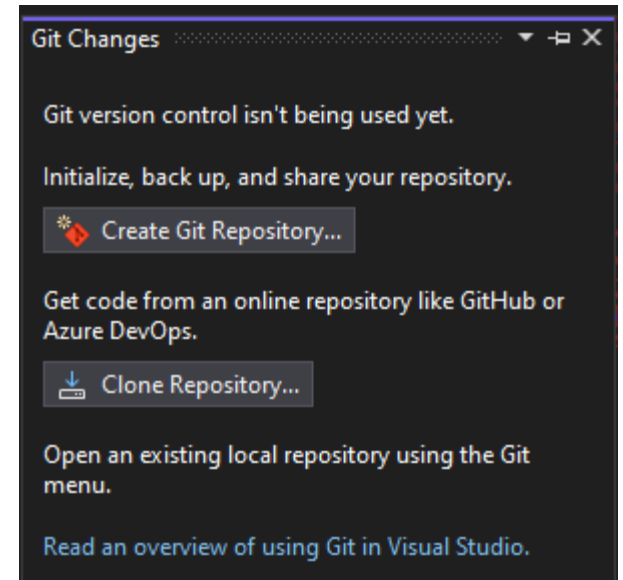 Git Changes
Git version control isn't being used yet.
Initialize, back up, and share your repository.
Create Git Repository...
Get code from an online repository like GitHub or
Azure DevOps.
Clone Repository...
Open an existing local repository using the Git
menu.
Read an overview of using Git in Visual Studio.